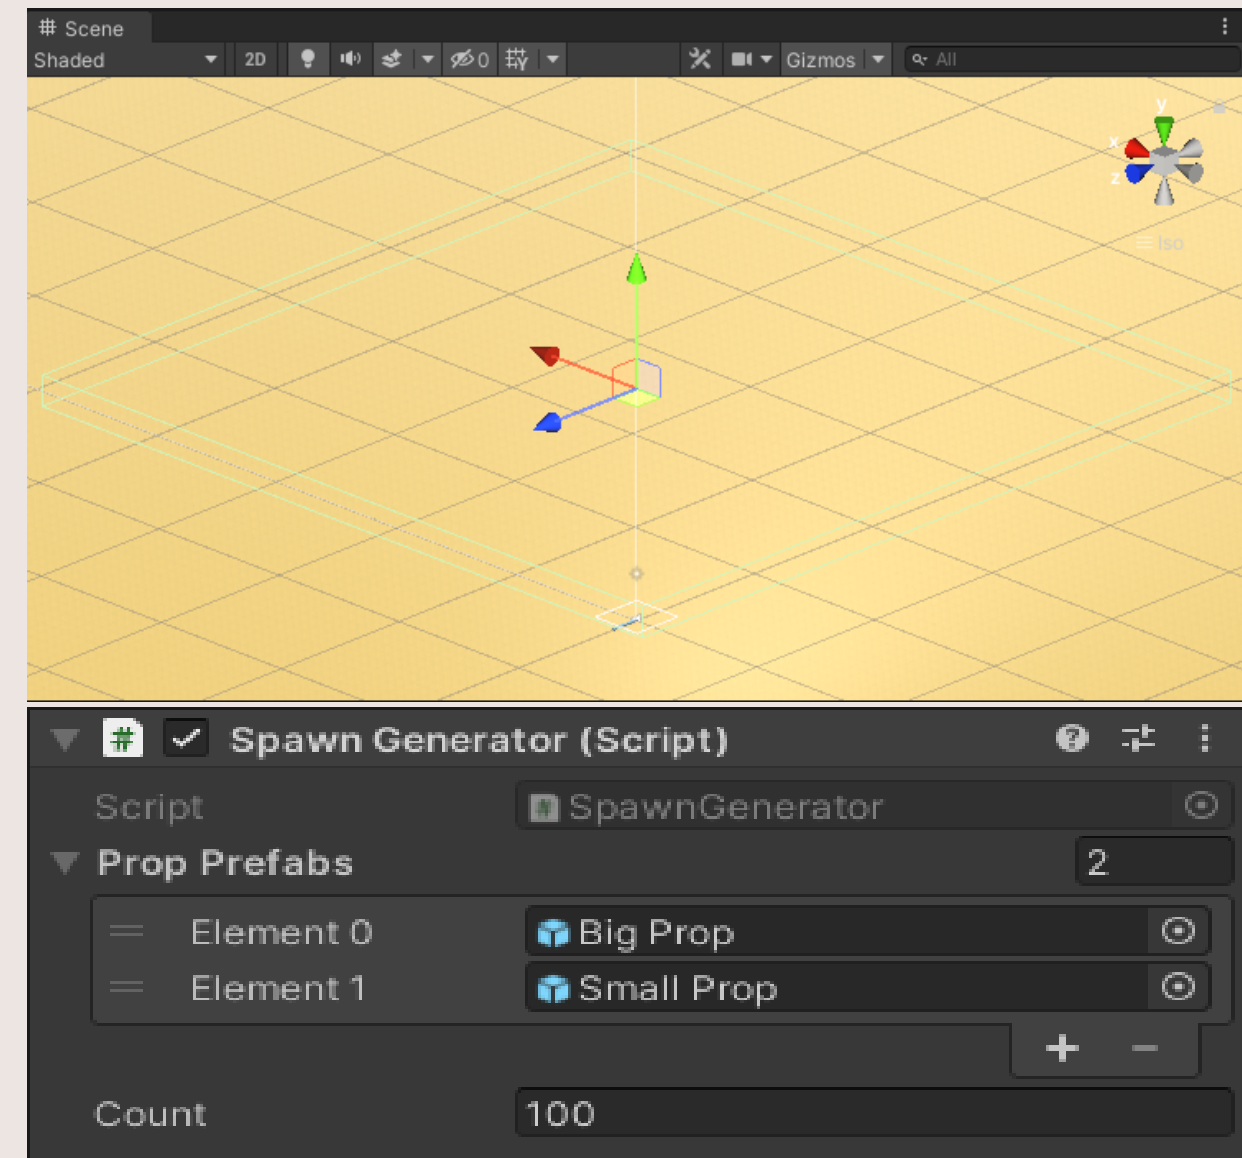 Scene
Shaded 2D 0 Gizmos All
y
x
z
Iso
Spawn Generator (Script)
Script SpawnGenerator
Prop Prefabs 2
Element 0 Big Prop
Element 1 Small Prop
Count 100